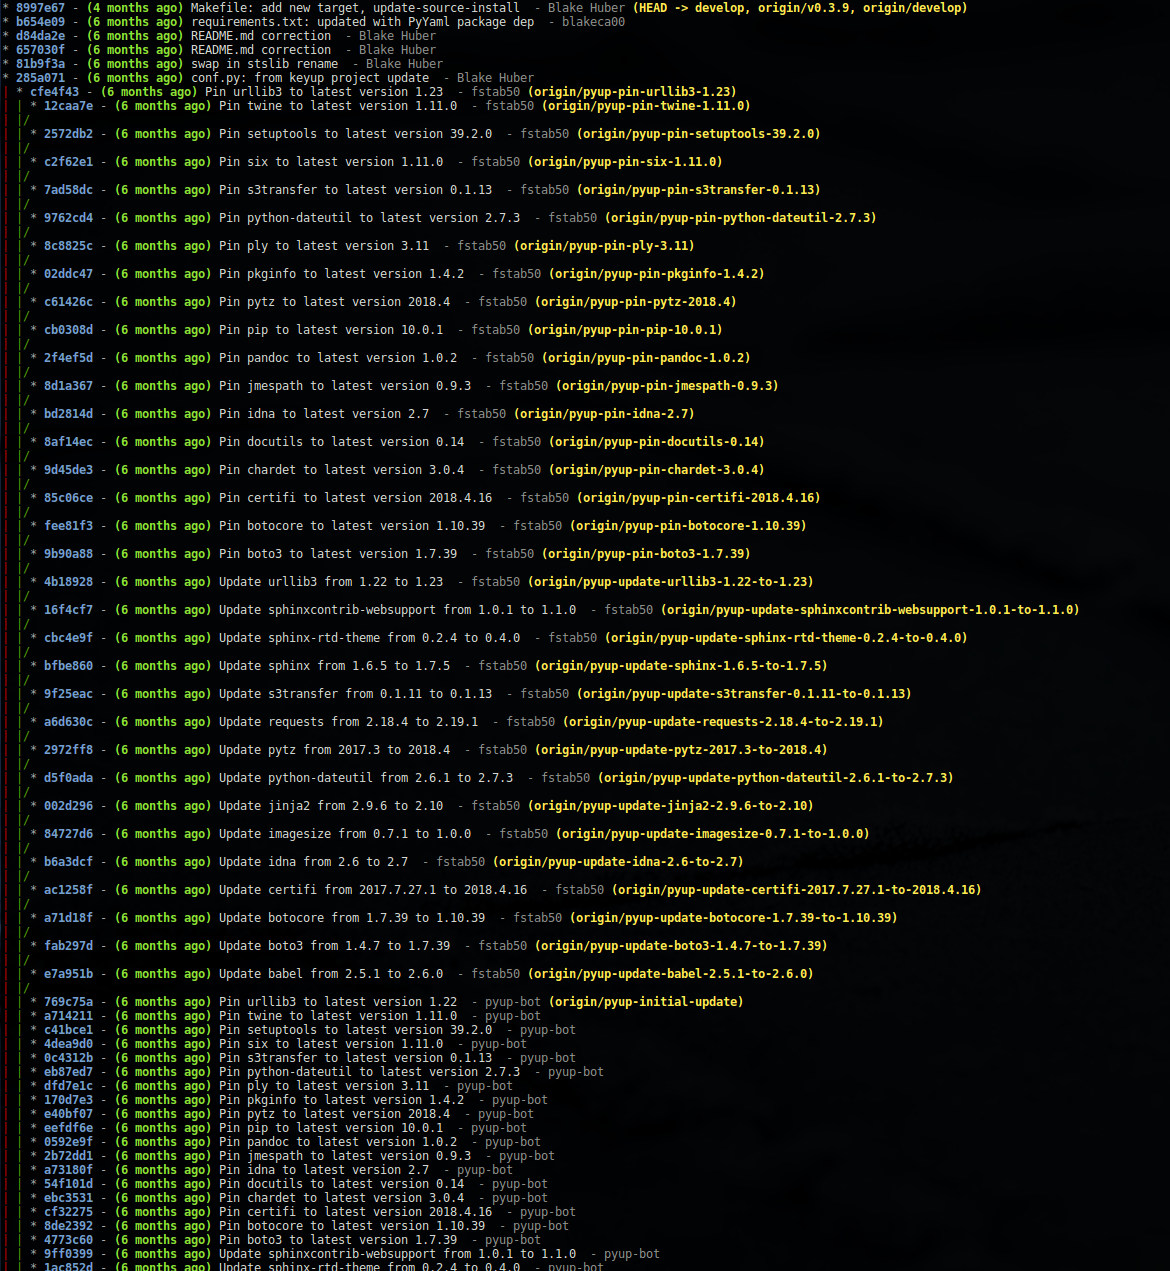 * 8997e67 - (4 months ago) Makefile: add new target, update-source-install  - Blake Huber (HEAD -> develop, origin/v0.3.9, origin/develop)
* b654e09 - (6 months ago) requirements.txt: updated with PyYaml package dep  - blakeca00
* d84da2e - (6 months ago) README.md correction  - Blake Huber
* 657030f - (6 months ago) README.md correction  - Blake Huber
* 81b9f3a - (6 months ago) swap in stslib rename  - Blake Huber
* 285a071 - (6 months ago) conf.py: from keyup project update  - Blake Huber
| * cfe4f43 - (6 months ago) Pin urllib3 to latest version 1.23  - fstab50 (origin/pyup-pin-urllib3-1.23)
| | * 12caa7e - (6 months ago) Pin twine to latest version 1.11.0  - fstab50 (origin/pyup-pin-twine-1.11.0)
| |/
| | * 2572db2 - (6 months ago) Pin setuptools to latest version 39.2.0  - fstab50 (origin/pyup-pin-setuptools-39.2.0)
| |/
| | * c2f62e1 - (6 months ago) Pin six to latest version 1.11.0  - fstab50 (origin/pyup-pin-six-1.11.0)
| |/
| | * 7ad58dc - (6 months ago) Pin s3transfer to latest version 0.1.13  - fstab50 (origin/pyup-pin-s3transfer-0.1.13)
| |/
| | * 9762cd4 - (6 months ago) Pin python-dateutil to latest version 2.7.3  - fstab50 (origin/pyup-pin-python-dateutil-2.7.3)
| |/
| | * 8c8825c - (6 months ago) Pin ply to latest version 3.11  - fstab50 (origin/pyup-pin-ply-3.11)
| |/
| | * 02ddc47 - (6 months ago) Pin pkginfo to latest version 1.4.2  - fstab50 (origin/pyup-pin-pkginfo-1.4.2)
| |/
| | * c61426c - (6 months ago) Pin pytz to latest version 2018.4  - fstab50 (origin/pyup-pin-pytz-2018.4)
| |/
| | * cb0308d - (6 months ago) Pin pip to latest version 10.0.1  - fstab50 (origin/pyup-pin-pip-10.0.1)
| |/
| | * 2f4ef5d - (6 months ago) Pin pandoc to latest version 1.0.2  - fstab50 (origin/pyup-pin-pandoc-1.0.2)
| |/
| | * 8d1a367 - (6 months ago) Pin jmespath to latest version 0.9.3  - fstab50 (origin/pyup-pin-jmespath-0.9.3)
| |/
| | * bd2814d - (6 months ago) Pin idna to latest version 2.7  - fstab50 (origin/pyup-pin-idna-2.7)
| |/
| | * 8af14ec - (6 months ago) Pin docutils to latest version 0.14  - fstab50 (origin/pyup-pin-docutils-0.14)
| |/
| | * 9d45de3 - (6 months ago) Pin chardet to latest version 3.0.4  - fstab50 (origin/pyup-pin-chardet-3.0.4)
| |/
| | * 85c06ce - (6 months ago) Pin certifi to latest version 2018.4.16  - fstab50 (origin/pyup-pin-certifi-2018.4.16)
| |/
| | * fee81f3 - (6 months ago) Pin botocore to latest version 1.10.39  - fstab50 (origin/pyup-pin-botocore-1.10.39)
| |/
| | * 9b90a88 - (6 months ago) Pin boto3 to latest version 1.7.39  - fstab50 (origin/pyup-pin-boto3-1.7.39)
| |/
| | * 4b18928 - (6 months ago) Update urllib3 from 1.22 to 1.23  - fstab50 (origin/pyup-update-urllib3-1.22-to-1.23)
| |/
| | * 16f4cf7 - (6 months ago) Update sphinxcontrib-websupport from 1.0.1 to 1.1.0  - fstab50 (origin/pyup-update-sphinxcontrib-websupport-1.0.1-to-1.1.0)
| |/
| | * cbc4e9f - (6 months ago) Update sphinx-rtd-theme from 0.2.4 to 0.4.0  - fstab50 (origin/pyup-update-sphinx-rtd-theme-0.2.4-to-0.4.0)
| |/
| | * bfbe860 - (6 months ago) Update sphinx from 1.6.5 to 1.7.5  - fstab50 (origin/pyup-update-sphinx-1.6.5-to-1.7.5)
| |/
| | * 9f25eac - (6 months ago) Update s3transfer from 0.1.11 to 0.1.13  - fstab50 (origin/pyup-update-s3transfer-0.1.11-to-0.1.13)
| |/
| | * a6d630c - (6 months ago) Update requests from 2.18.4 to 2.19.1  - fstab50 (origin/pyup-update-requests-2.18.4-to-2.19.1)
| |/
| | * 2972ff8 - (6 months ago) Update pytz from 2017.3 to 2018.4  - fstab50 (origin/pyup-update-pytz-2017.3-to-2018.4)
| |/
| | * d5f0ada - (6 months ago) Update python-dateutil from 2.6.1 to 2.7.3  - fstab50 (origin/pyup-update-python-dateutil-2.6.1-to-2.7.3)
| |/
| | * 002d296 - (6 months ago) Update jinja2 from 2.9.6 to 2.10  - fstab50 (origin/pyup-update-jinja2-2.9.6-to-2.10)
| |/
| | * 84727d6 - (6 months ago) Update imagesize from 0.7.1 to 1.0.0  - fstab50 (origin/pyup-update-imagesize-0.7.1-to-1.0.0)
| |/
| | * b6a3dcf - (6 months ago) Update idna from 2.6 to 2.7  - fstab50 (origin/pyup-update-idna-2.6-to-2.7)
| |/
| | * ac1258f - (6 months ago) Update certifi from 2017.7.27.1 to 2018.4.16  - fstab50 (origin/pyup-update-certifi-2017.7.27.1-to-2018.4.16)
| |/
| | * a71d18f - (6 months ago) Update botocore from 1.7.39 to 1.10.39  - fstab50 (origin/pyup-update-botocore-1.7.39-to-1.10.39)
| |/
| | * fab297d - (6 months ago) Update boto3 from 1.4.7 to 1.7.39  - fstab50 (origin/pyup-update-boto3-1.4.7-to-1.7.39)
| |/
| | * e7a951b - (6 months ago) Update babel from 2.5.1 to 2.6.0  - fstab50 (origin/pyup-update-babel-2.5.1-to-2.6.0)
| |/
| | * 769c75a - (6 months ago) Pin urllib3 to latest version 1.22  - pyup-bot (origin/pyup-initial-update)
| | * a714211 - (6 months ago) Pin twine to latest version 1.11.0  - pyup-bot
| | * c41bce1 - (6 months ago) Pin setuptools to latest version 39.2.0  - pyup-bot
| | * 4dea9d0 - (6 months ago) Pin six to latest version 1.11.0  - pyup-bot
| | * 0c4312b - (6 months ago) Pin s3transfer to latest version 0.1.13  - pyup-bot
| | * eb87ed7 - (6 months ago) Pin python-dateutil to latest version 2.7.3  - pyup-bot
| | * dfd7e1c - (6 months ago) Pin ply to latest version 3.11  - pyup-bot
| | * 170d7e3 - (6 months ago) Pin pkginfo to latest version 1.4.2  - pyup-bot
| | * e40bf07 - (6 months ago) Pin pytz to latest version 2018.4  - pyup-bot
| | * eefdf6e - (6 months ago) Pin pip to latest version 10.0.1  - pyup-bot
| | * 0592e9f - (6 months ago) Pin pandoc to latest version 1.0.2  - pyup-bot
| | * 2b72dd1 - (6 months ago) Pin jmespath to latest version 0.9.3  - pyup-bot
| | * a73180f - (6 months ago) Pin idna to latest version 2.7  - pyup-bot
| | * 54f101d - (6 months ago) Pin docutils to latest version 0.14  - pyup-bot
| | * ebc3531 - (6 months ago) Pin chardet to latest version 3.0.4  - pyup-bot
| | * cf32275 - (6 months ago) Pin certifi to latest version 2018.4.16  - pyup-bot
| | * 8de2392 - (6 months ago) Pin botocore to latest version 1.10.39  - pyup-bot
| | * 4773c60 - (6 months ago) Pin boto3 to latest version 1.7.39  - pyup-bot
| | * 9ff0399 - (6 months ago) Update sphinxcontrib-websupport from 1.0.1 to 1.1.0  - pyup-bot
| | * 1ac852d - (6 months ago) Update sphinx-rtd-theme from 0.2.4 to 0.4.0  - pyup-bot